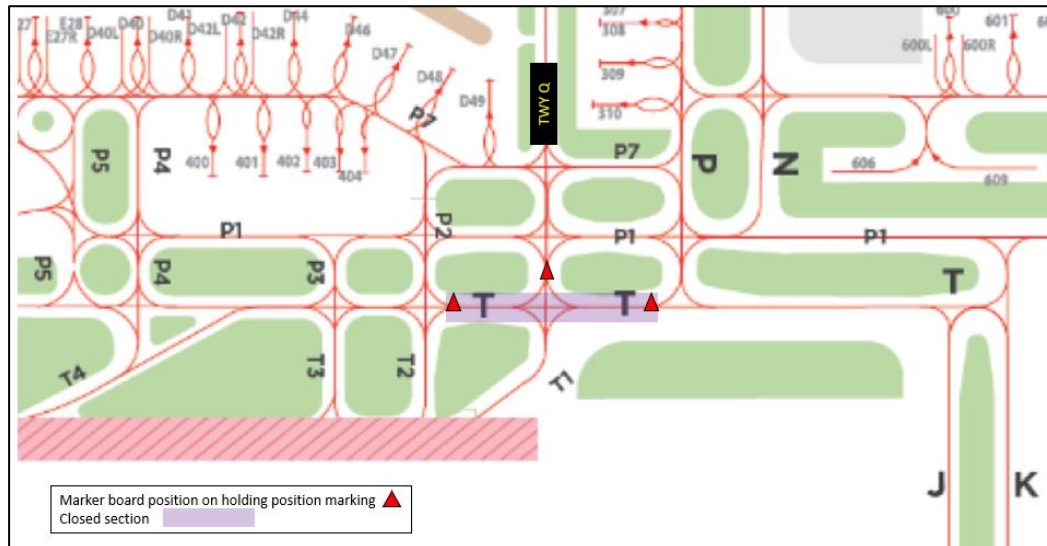 27
E28
E27R
D40L
D40
D40R
D41
D42L
D42
D42R
D44
D46
D47
D48
D49
P7
TWY Q
307
308
309
310
P7
600
600L
600R
601
P5
P4
400
401
402
403
404
P
N
606
609
P1
P2
P1
P1
P5
P4
P3
T
T
T
T4
T3
T2
T1
J
K
Marker board position on holding position marking
Closed section